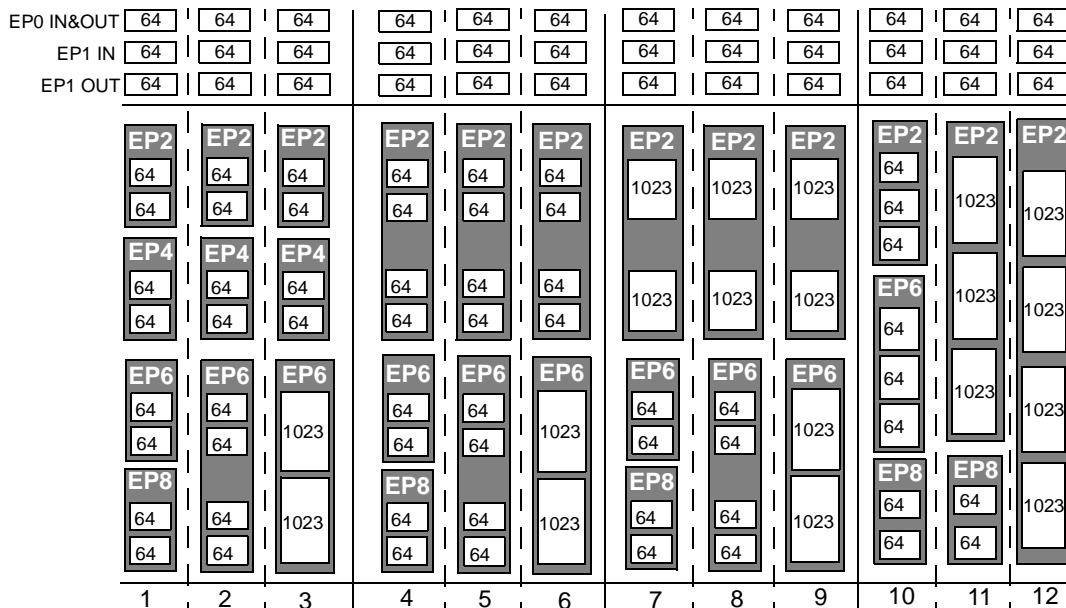 EP0 IN&OUT 64 64 64 64 64 64 64 64 64 64 64 64
EP1 IN 64 64 64 64 64 64 64 64 64 64 64 64
EP1 OUT 64 64 64 64 64 64 64 64 64 64 64 64
EP2 EP2 EP2 EP2 EP2 EP2 EP2 EP2 EP2 EP2 EP2 EP2
64 64 64 64 64 64 1023 1023 1023 64 1023 1023
64 64 64 64 64 64 64
64
EP4 EP4 EP4
64 64 64 64 64 64 1023 1023 1023 EP6 1023 1023
64 64 64 64 64 64 64
EP6 EP6 EP6 EP6 EP6 EP6 EP6 EP6 EP6 64 1023 1023
64 64 1023 64 64 1023 64 64 1023 64
64 64 64 64 64 64
EP8 EP8 EP8 EP8 EP8
64 64 1023 64 64 1023 64 64 1023 64 64 1023
64 64 64 64 64 64 64 64
1 2 3 4 5 6 7 8 9 10 11 12